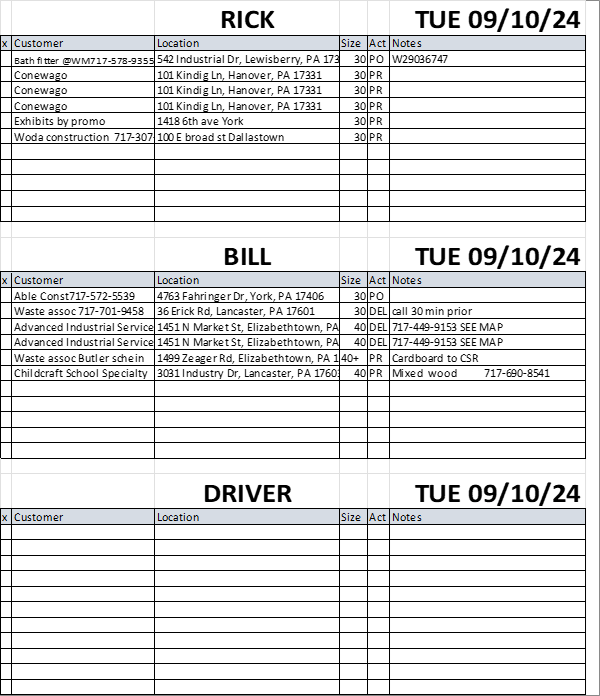 RICK TUE 09/10/24
x Customer Location Size Act Notes
Bath fitter @WM717-578-9355 542 Industrial Dr, Lewisberry, PA 173 30 PO W29036747
Conewago 101 Kindig Ln, Hanover, PA 17331 30 PR
Conewago 101 Kindig Ln, Hanover, PA 17331 30 PR
Conewago 101 Kindig Ln, Hanover, PA 17331 30 PR
Exhibits by promo 1418 6th ave York 30 PR
Woda construction 717-307- 100 E broad st Dallastown 30 PR
BILL TUE 09/10/24
x Customer Location Size Act Notes
Able Const717-572-5539 4763 Fahringer Dr, York, PA 17406 30 PO
Waste assoc 717-701-9458 36 Erick Rd, Lancaster, PA 17601 30 DEL call 30 min prior
Advanced Industrial Service 1451 N Market St, Elizabethtown, PA 40 DEL 717-449-9153 SEE MAP
Advanced Industrial Service 1451 N Market St, Elizabethtown, PA 40 DEL 717-449-9153 SEE MAP
Waste assoc Butler schein 1499 Zeager Rd, Elizabethtown, PA 1 40+ PR Cardboard to CSR
Childcraft School Specialty 3031 Industry Dr, Lancaster, PA 1760 40 PR Mixed wood 717-690-8541
DRIVER TUE 09/10/24
x Customer Location Size Act Notes